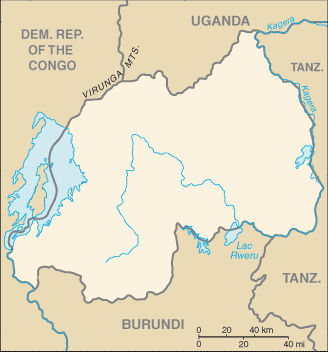 UGANDA
Kagera
DEM. REP.
OF THE
CONGO
VIRUNGA MTS.
TANZ.
Kagera
Lac
Rweru
TANZ.
BURUNDI
0 20 40 km
0 20 40 mi